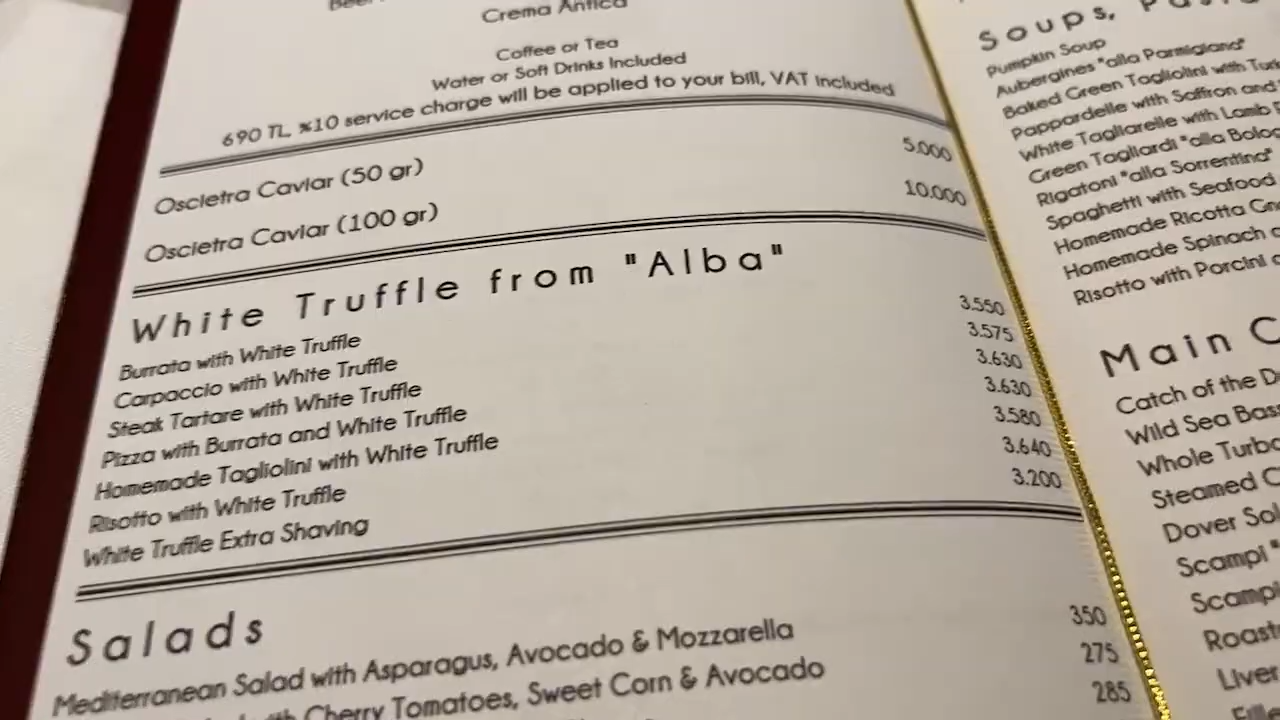 Crema Antica
Coffee or Tea
Water or Soft Drinks Included
690 TL, %10 service charge will be applied to your bill, VAT included
Oscietra Caviar (50 gr) 5.000
Oscietra Caviar (100 gr) 10.000
White Truffle from "Alba"
Burrata with White Truffle 3.550
Carpaccio with White Truffle 3.575
Steak Tartare with White Truffle 3.630
Pizza with Burrata and White Truffle 3.630
Homemade Tagliolini with White Truffle 3.580
Risotto with White Truffle 3.640
White Truffle Extra Shaving 3.200
Salads
Mediterranean Salad with Asparagus, Avocado & Mozzarella 350
with Cherry Tomatoes, Sweet Corn & Avocado 275
285
Soups,
Pumpkin Soup
Aubergines "alla Parmigiana"
Baked Green Tagliolini with
Pappardelle with Saffron and
White Tagliarelle with Lamb
Green Tagliardi "alla
Rigatoni "alla Sorrentina"
Spaghetti with Seafood
Homemade Ricotta
Homemade Spinach
Risotto with Porcini
Main
Catch of the
Wild Sea
Whole
Steamed
Dover
Scampi "
Scampi
Liver